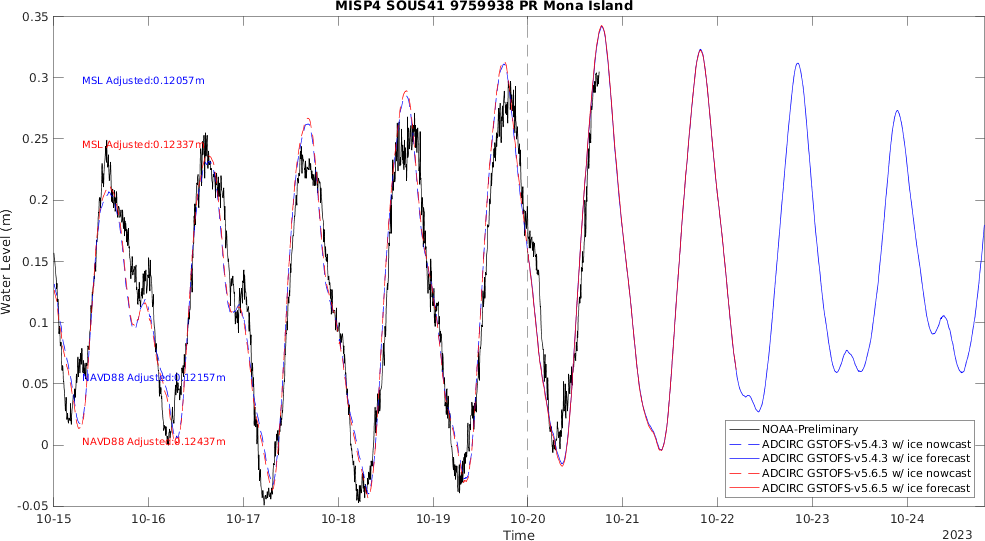 MISP4 SOUS41 9759938 PR Mona Island
0.35
0.3
0.25
0.2
0.15
0.1
0.05
0
-0.05
Water Level (m)
MSL Adjusted:0.12057m
MSL Adjusted:0.12337m
NAVD88 Adjusted:0.12157m
NAVD88 Adjusted:0.12437m
NOAA-Preliminary
ADCIRC GSTOFS-v5.4.3 w/ ice nowcast
ADCIRC GSTOFS-v5.4.3 w/ ice forecast
ADCIRC GSTOFS-v5.6.5 w/ ice nowcast
ADCIRC GSTOFS-v5.6.5 w/ ice forecast
10-15 10-16 10-17 10-18 10-19 10-20 10-21 10-22 10-23 10-24
Time
2023